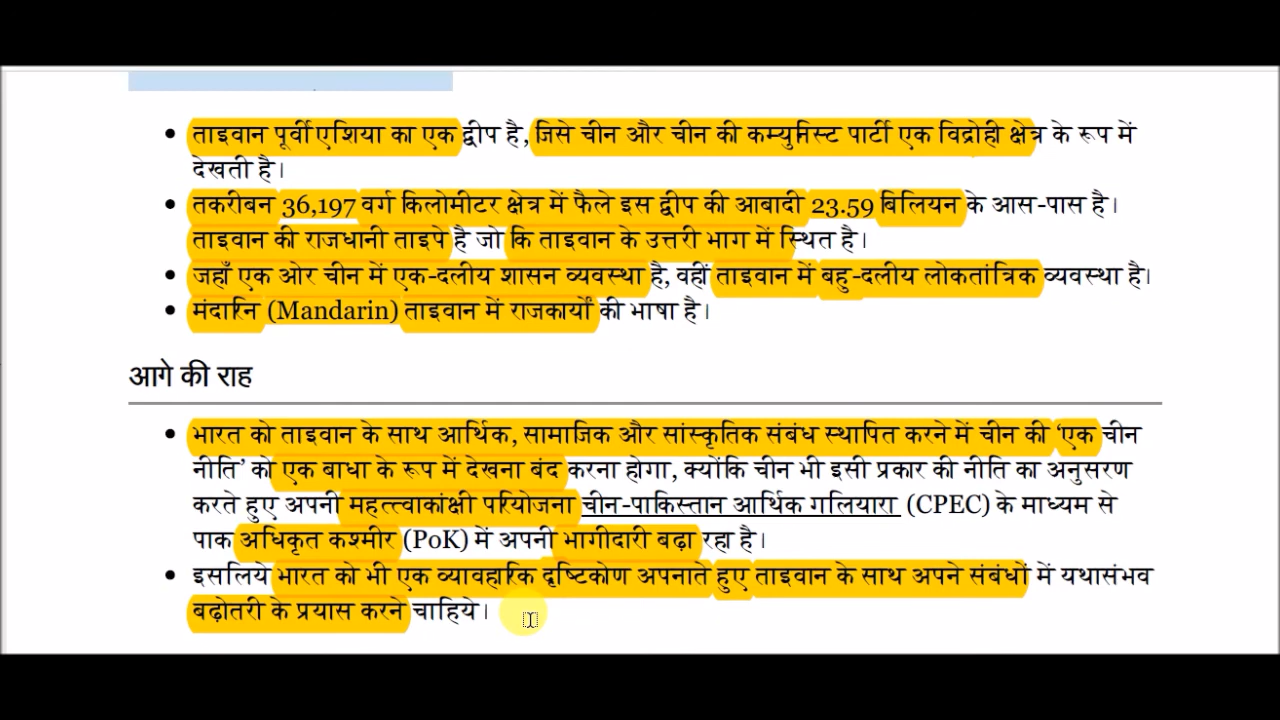 ताइवान पूर्वी एशिया का एक द्वीप है, जिसे चीन और चीन की कम्युनिस्ट पार्टी एक विद्रोही क्षेत्र के रूप में
देखती है।
तकरीबन 36,197 वर्ग किलोमीटर क्षेत्र में फैले इस द्वीप की आबादी 23.59 बिलियन के आस-पास है।
ताइवान की राजधानी ताइपे है जो कि ताइवान के उत्तरी भाग में स्थित है।
जहाँ एक ओर चीन में एक-दलीय शासन व्यवस्था है, वहीं ताइवान में बहु-दलीय लोकतांत्रिक व्यवस्था है।
मंदारिन (Mandarin) ताइवान में राजकार्यों की भाषा है।
आगे की राह
भारत को ताइवान के साथ आर्थिक, सामाजिक और सांस्कृतिक संबंध स्थापित करने में चीन की ‘एक चीन
नीति’ को एक बाधा के रूप में देखना बंद करना होगा, क्योंकि चीन भी इसी प्रकार की नीति का अनुसरण
करते हुए अपनी महत्त्वाकांक्षी परियोजना चीन-पाकिस्तान आर्थिक गलियारा (CPEC) के माध्यम से
पाक अधिकृत कश्मीर (PoK) में अपनी भागीदारी बढ़ा रहा है।
इसलिये भारत को भी एक व्यावहारिक दृष्टिकोण अपनाते हुए ताइवान के साथ अपने संबंधों में यथासंभव
बढ़ोतरी के प्रयास करने चाहिये।